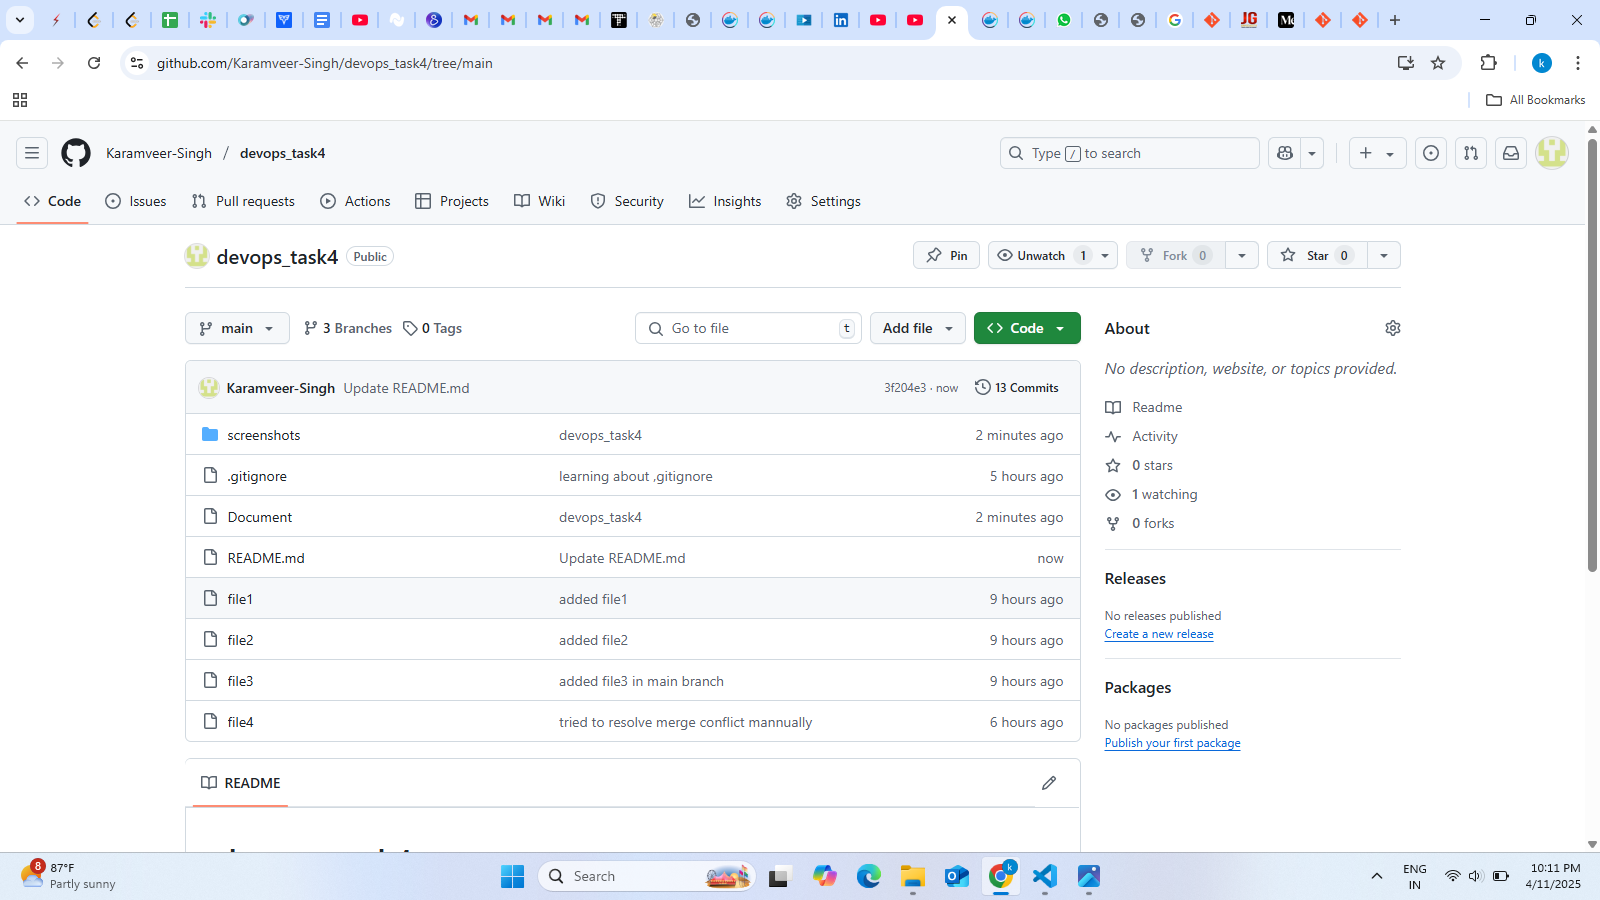 github.com/Karamveer-Singh/devops_task4/tree/main
k
All Bookmarks
Karamveer-Singh / devops_task4
Type / to search
Code Issues Pull requests Actions Projects Wiki Security Insights Settings
devops_task4 Public
Pin Unwatch 1 Fork 0 Star 0
main 3 Branches 0 Tags
Go to file t Add file Code
Karamveer-Singh Update README.md 3f204e3 · now 13 Commits
screenshots devops_task4 2 minutes ago
.gitignore learning about ,gitignore 5 hours ago
Document devops_task4 2 minutes ago
README.md Update README.md now
file1 added file1 9 hours ago
file2 added file2 9 hours ago
file3 added file3 in main branch 9 hours ago
file4 tried to resolve merge conflict mannually 6 hours ago
README
About
No description, website, or topics provided.
Readme
Activity
0 stars
1 watching
0 forks
Releases
No releases published
Create a new release
Packages
No packages published
Publish your first package
8
87°F
Partly sunny
Search
k
ENG
IN
10:11 PM
4/11/2025